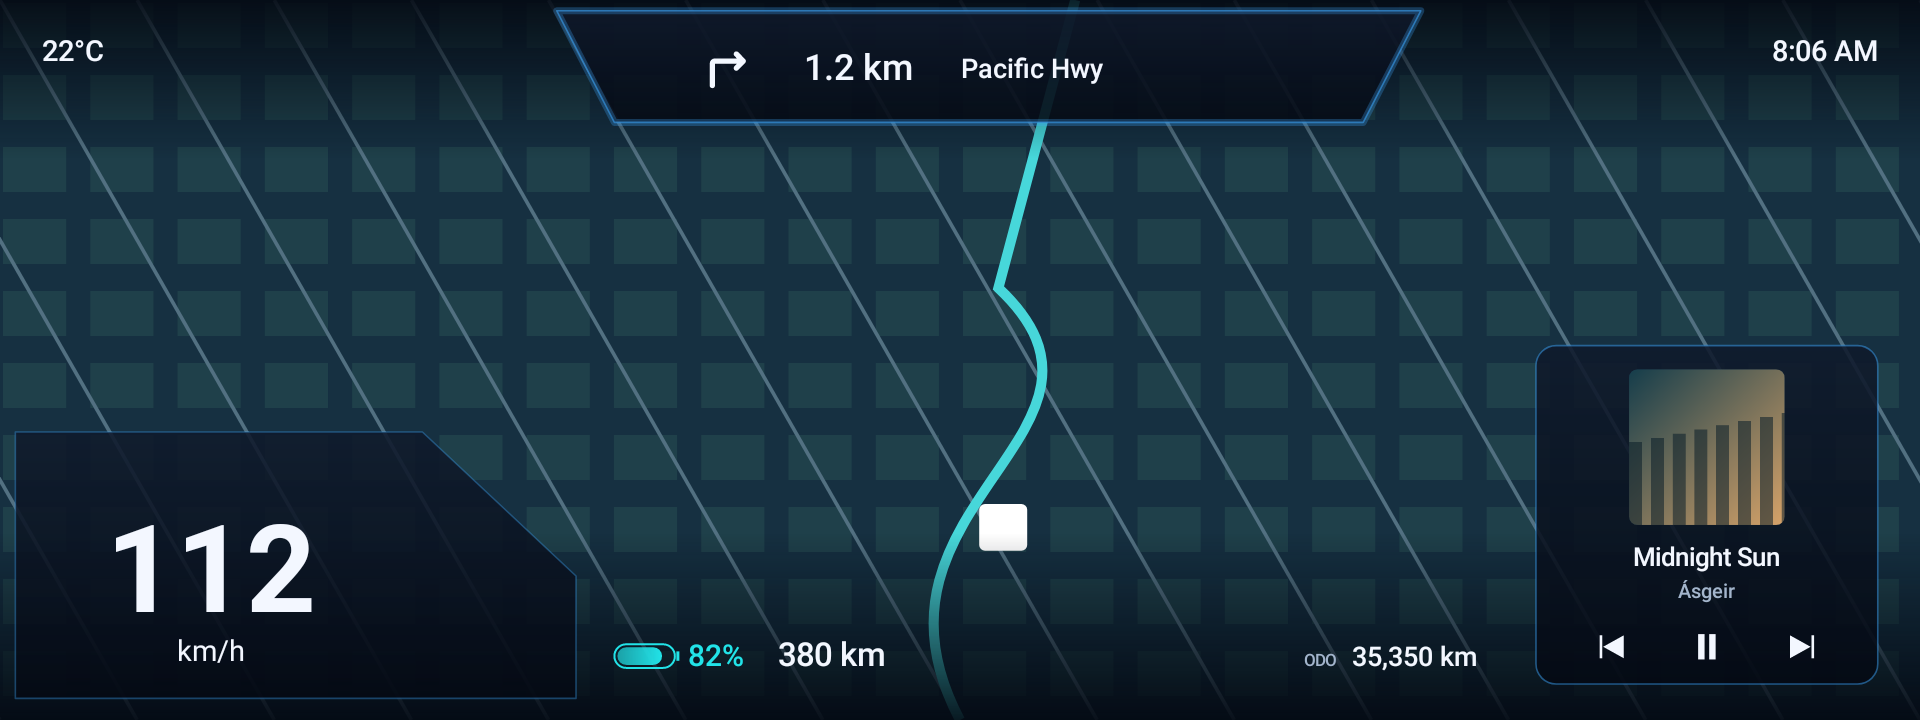 22°C
1.2 km
Pacific Hwy
8:06 AM
112
km/h
82%
380 km
ODO 35,350 km
Midnight Sun
Ásgeir